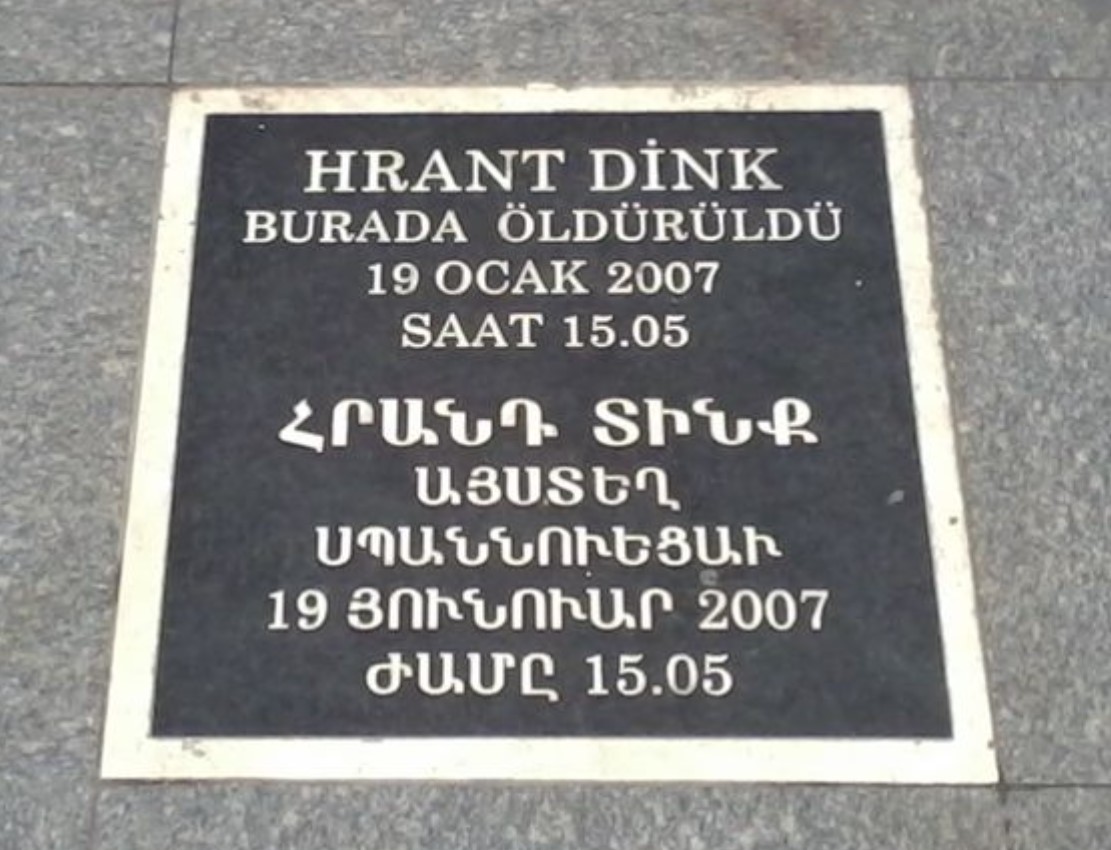 HRANT DİNK
BURADA ÖLDÜRÜLDÜ
19 OCAK 2007
SAAT 15.05
ՀՐԱՆԴ ՏԻՆՔ
ԱՅՍՏԵՂ
ՍՊԱՆՆՈՒԵՑԱՒ
19 ՅՈՒՆՈՒԱՐ 2007
ԺԱՄԸ 15.05